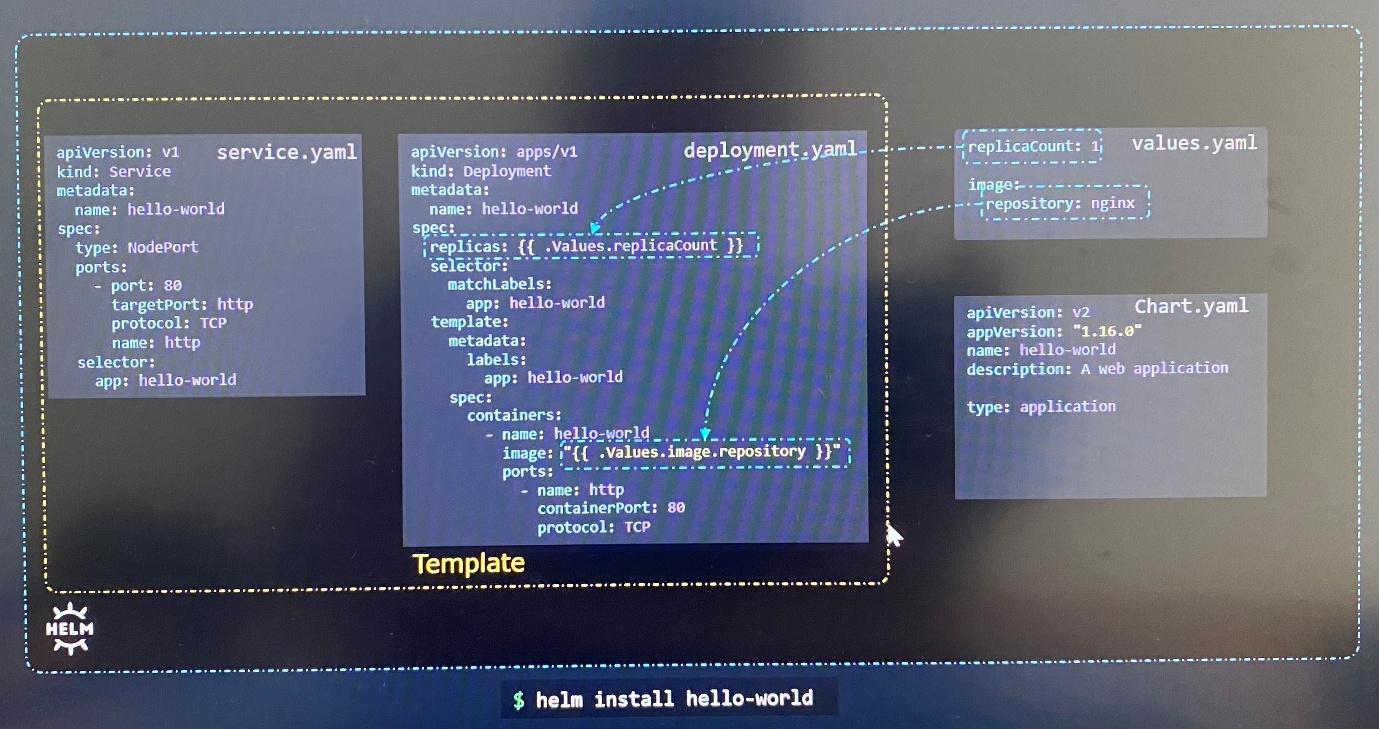 service.yaml
apiVersion: v1
kind: Service
metadata:
  name: hello-world
spec:
  type: NodePort
  ports:
    - port: 80
      targetPort: http
      protocol: TCP
      name: http
  selector:
    app: hello-world
deployment.yaml
apiVersion: apps/v1
kind: Deployment
metadata:
  name: hello-world
spec:
  replicas: {{ .Values.replicaCount }}
  selector:
    matchLabels:
      app: hello-world
  template:
    metadata:
      labels:
        app: hello-world
    spec:
      containers:
        - name: hello-world
          image: "{{ .Values.image.repository }}"
          ports:
            - name: http
              containerPort: 80
              protocol: TCP
Template
values.yaml
replicaCount: 1
image:
  repository: nginx
Chart.yaml
apiVersion: v2
appVersion: "1.16.0"
name: hello-world
description: A web application
type: application
HELM
$ helm install hello-world